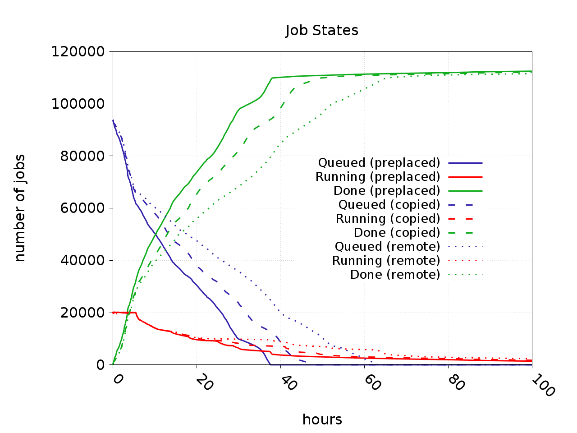 Job States
120000
100000
80000
60000
40000
20000
0
number of jobs
Queued (preplaced)
Running (preplaced)
Done (preplaced)
Queued (copied)
Running (copied)
Done (copied)
Queued (remote)
Running (remote)
Done (remote)
0 20 40 60 80 100
hours